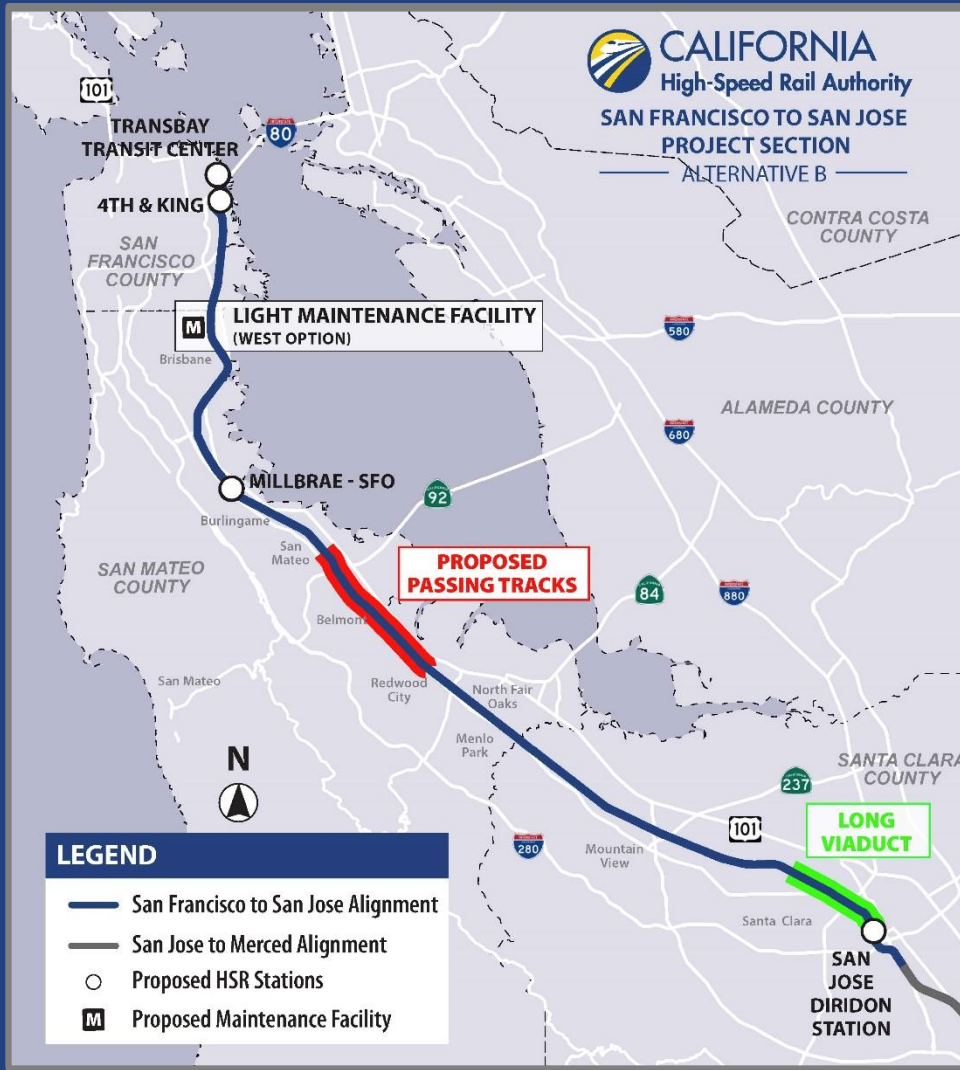 CALIFORNIA
High-Speed Rail Authority
SAN FRANCISCO TO SAN JOSE
PROJECT SECTION
ALTERNATIVE B
101
TRANSBAY
TRANSIT CENTER
80
4TH & KING
CONTRA COSTA
COUNTY
SAN
FRANCISCO
COUNTY
M
LIGHT MAINTENANCE FACILITY
(WEST OPTION)
580
Brisbane
ALAMEDA COUNTY
680
MILLBRAE - SFO
92
Burlingame
San
Mateo
SAN MATEO
COUNTY
PROPOSED
PASSING TRACKS
84
880
Belmont
San Mateo
Redwood
City
North Fair
Oaks
Menlo
Park
N
SANTA CLARA
COUNTY
237
LONG
VIADUCT
101
280
Mountain
View
Santa Clara
SAN
JOSE
DIRIDON
STATION
LEGEND
San Francisco to San Jose Alignment
San Jose to Merced Alignment
Proposed HSR Stations
M Proposed Maintenance Facility